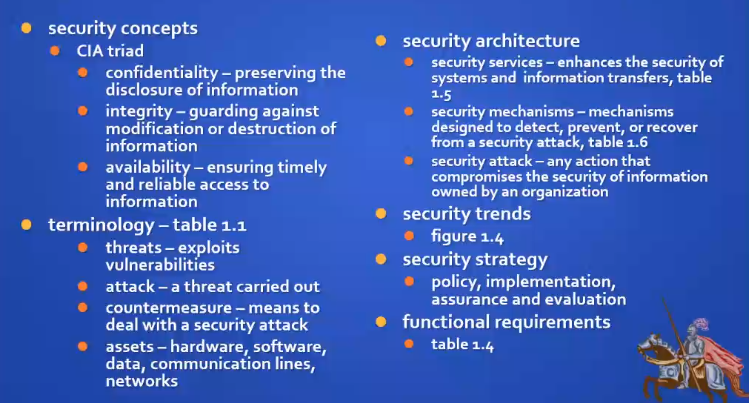 security concepts
CIA triad
confidentiality – preserving the
disclosure of information
integrity – guarding against
modification or destruction of
information
availability – ensuring timely
and reliable access to
information
terminology – table 1.1
threats – exploits
vulnerabilities
attack – a threat carried out
countermeasure – means to
deal with a security attack
assets – hardware, software,
data, communication lines,
networks
security architecture
security services – enhances the security of
systems and information transfers, table
1.5
security mechanisms – mechanisms
designed to detect, prevent, or recover
from a security attack, table 1.6
security attack – any action that
compromises the security of information
owned by an organization
security trends
figure 1.4
security strategy
policy, implementation,
assurance and evaluation
functional requirements
table 1.4